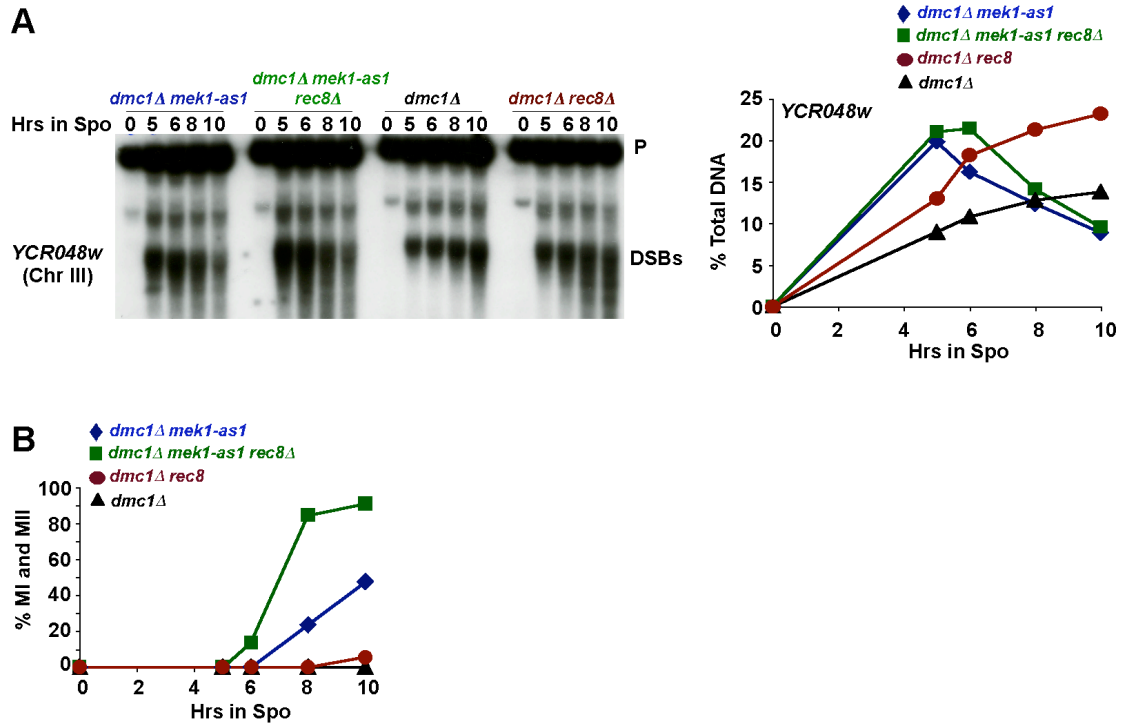 A
dmc1Δ mek1-as1
dmc1Δ mek1-as1 rec8Δ
dmc1Δ rec8
dmc1Δ
dmc1Δ mek1-as1
dmc1Δ mek1-as1
rec8Δ
dmc1Δ
dmc1Δ rec8Δ
Hrs in Spo 0 5 6 8 10 0 5 6 8 10 0 5 6 8 10 0 5 6 8 10
P
YCR048w
(Chr III)
DSBs
YCR048w
% Total DNA
25
20
15
10
5
0
0 2 4 6 8 10
Hrs in Spo
B
dmc1Δ mek1-as1
dmc1Δ mek1-as1 rec8Δ
dmc1Δ rec8
dmc1Δ
% MI and MII
100
80
60
40
20
0
0 2 4 6 8 10
Hrs in Spo